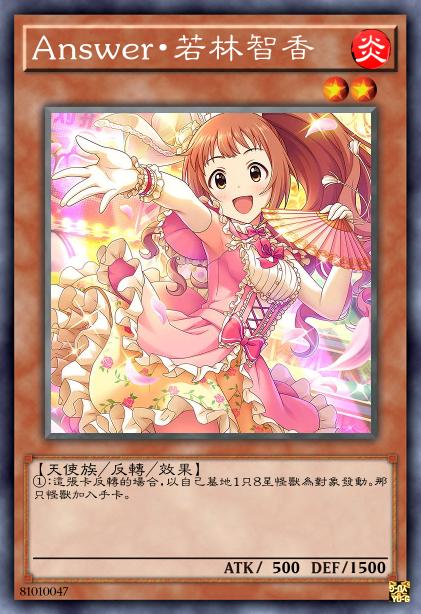 Answer・若林智香
炎
【天使族／反轉／效果】
①：這張卡反轉的場合，以自己墓地1只8星怪獸為對象發動。那
只怪獸加入手卡。
ATK/ 500 DEF/1500
81010047